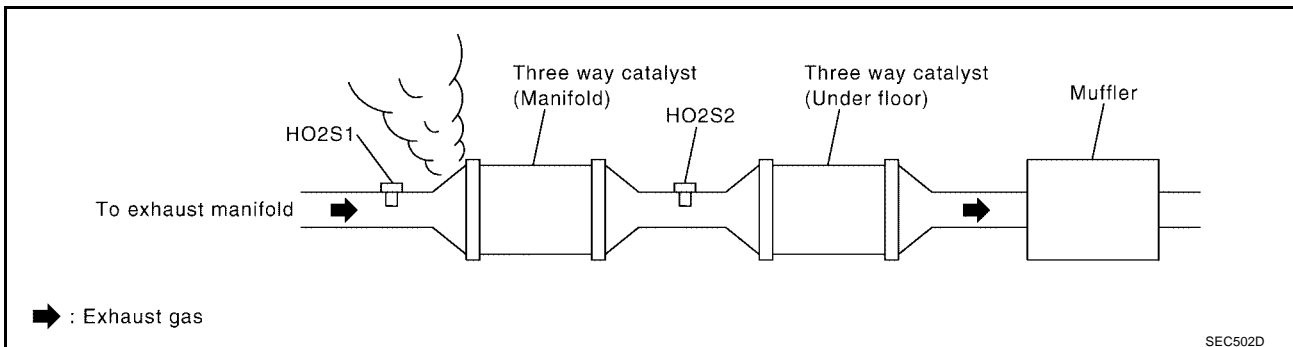 Three way catalyst
(Manifold)
Three way catalyst
(Under floor)
Muffler
HO2S1
HO2S2
To exhaust manifold
: Exhaust gas
SEC502D